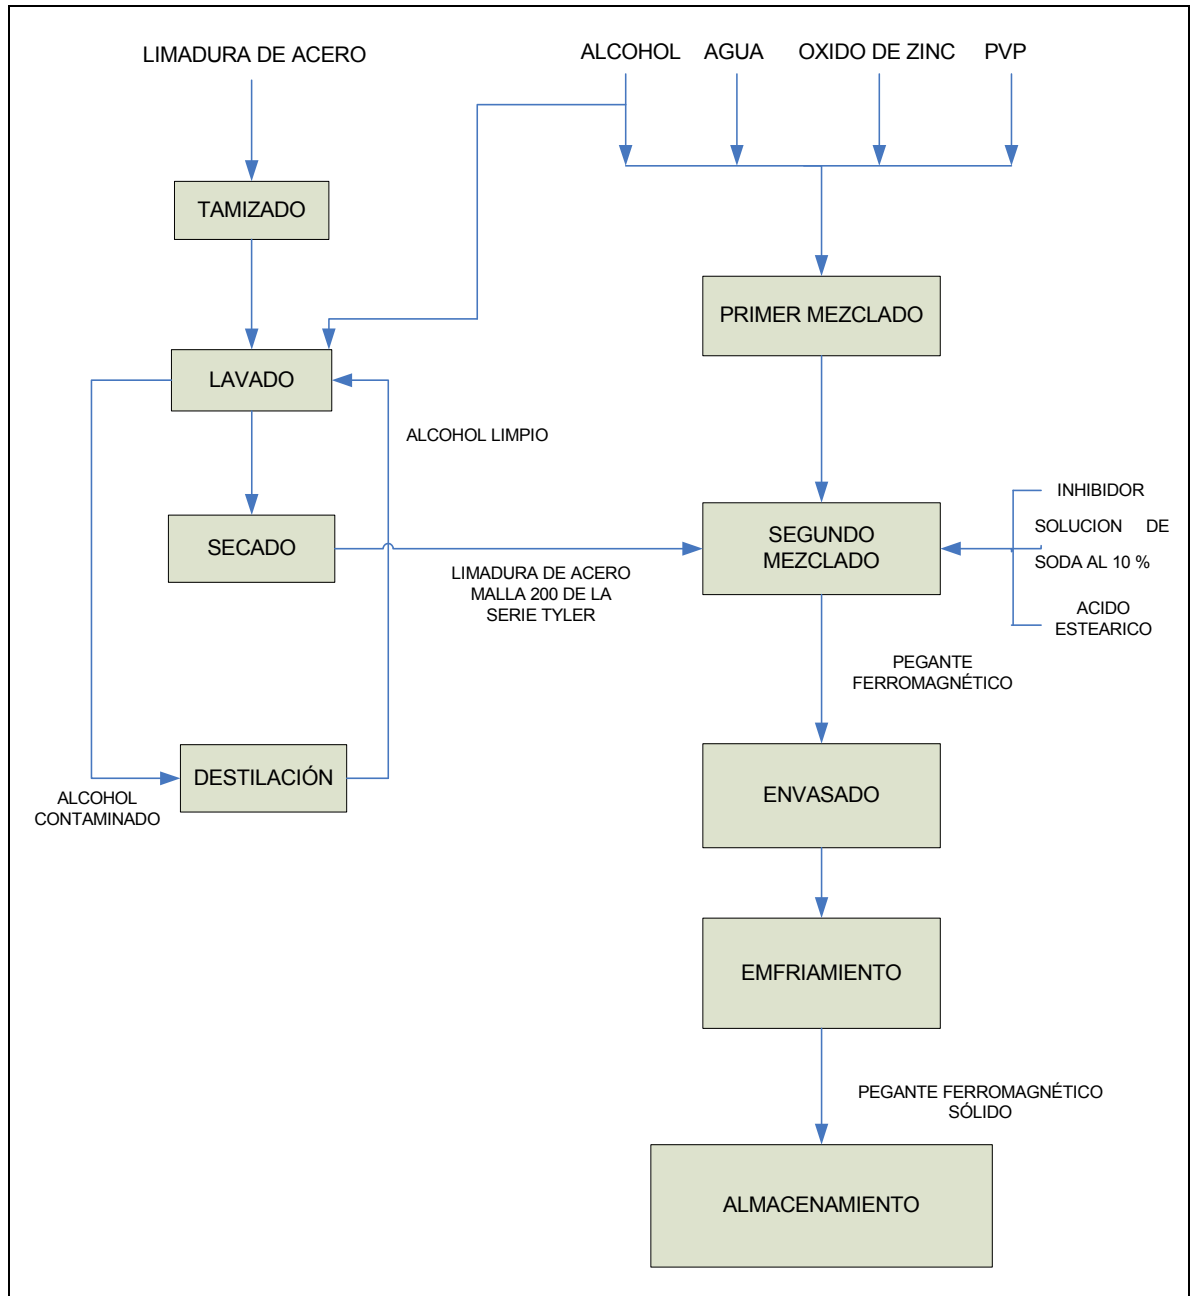 LIMADURA DE ACERO
ALCOHOL
AGUA
OXIDO DE ZINC
PVP
TAMIZADO
PRIMER MEZCLADO
LAVADO
ALCOHOL LIMPIO
SECADO
LIMADURA DE ACERO
MALLA 200 DE LA
SERIE TYLER
SEGUNDO
MEZCLADO
INHIBIDOR
SOLUCION DE
SODA AL 10 %
ACIDO
ESTEARICO
PEGANTE
FERROMAGNÉTICO
DESTILACIÓN
ALCOHOL
CONTAMINADO
ENVASADO
EMFRIAMIENTO
PEGANTE FERROMAGNÉTICO
SÓLIDO
ALMACENAMIENTO